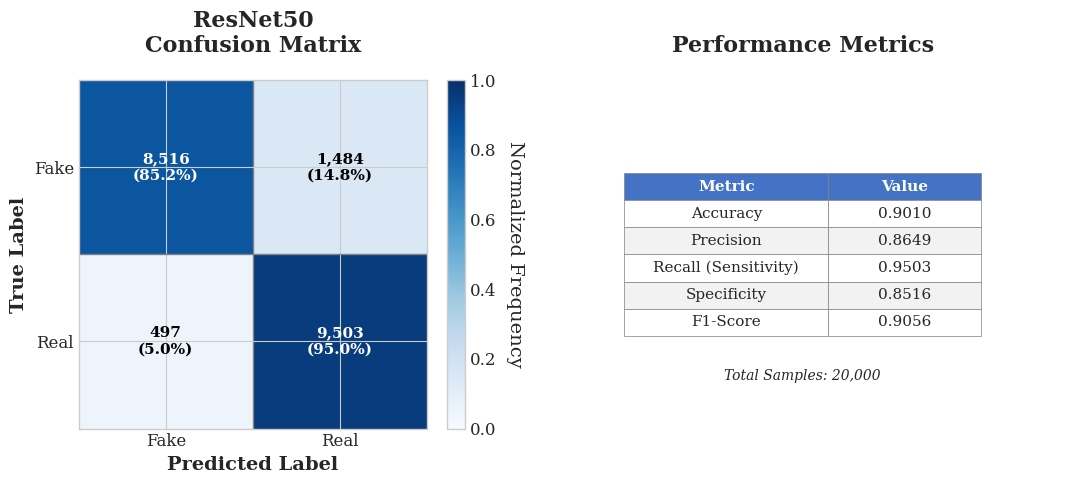 ResNet50
Confusion Matrix
True Label
Fake
Real
8,516
(85.2%)
1,484
(14.8%)
497
(5.0%)
9,503
(95.0%)
Fake Real
Predicted Label
1.0
0.8
0.6
0.4
0.2
0.0
Normalized Frequency
Performance Metrics
Metric Value
Accuracy 0.9010
Precision 0.8649
Recall (Sensitivity) 0.9503
Specificity 0.8516
F1-Score 0.9056
Total Samples: 20,000